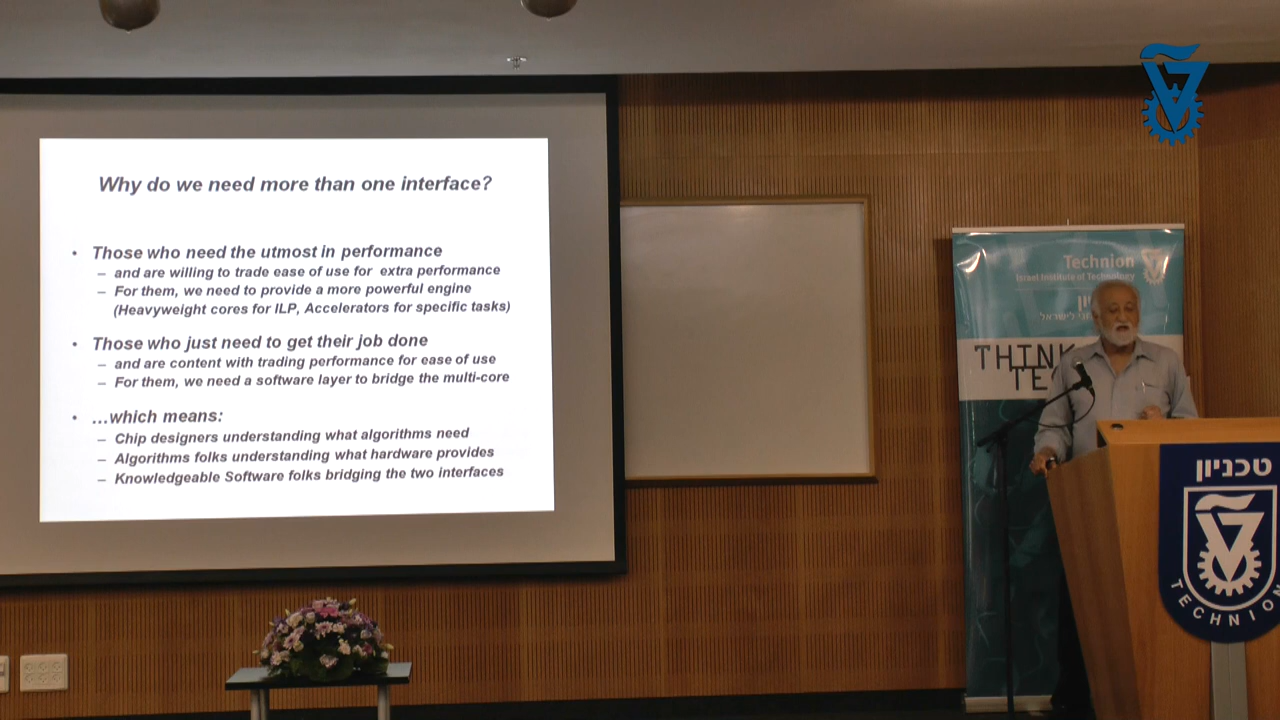 Why do we need more than one interface?
• Those who need the utmost in performance
– and are willing to trade ease of use for extra performance
– For them, we need to provide a more powerful engine
(Heavyweight cores for ILP, Accelerators for specific tasks)
• Those who just need to get their job done
– and are content with trading performance for ease of use
– For them, we need a software layer to bridge the multi-core
• …which means:
– Chip designers understanding what algorithms need
– Algorithms folks understanding what hardware provides
– Knowledgeable Software folks bridging the two interfaces
Technion
Israel Institute of Technology
לישראל
THINK
טכניון
TECHNION